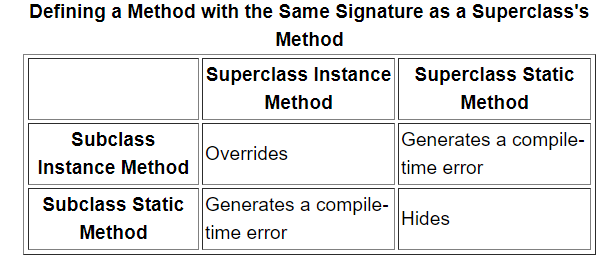 Defining a Method with the Same Signature as a Superclass's
Method
Superclass Instance
Method
Superclass Static
Method
Subclass
Instance Method
Overrides
Generates a compile-
time error
Subclass Static
Method
Generates a compile-
time error
Hides